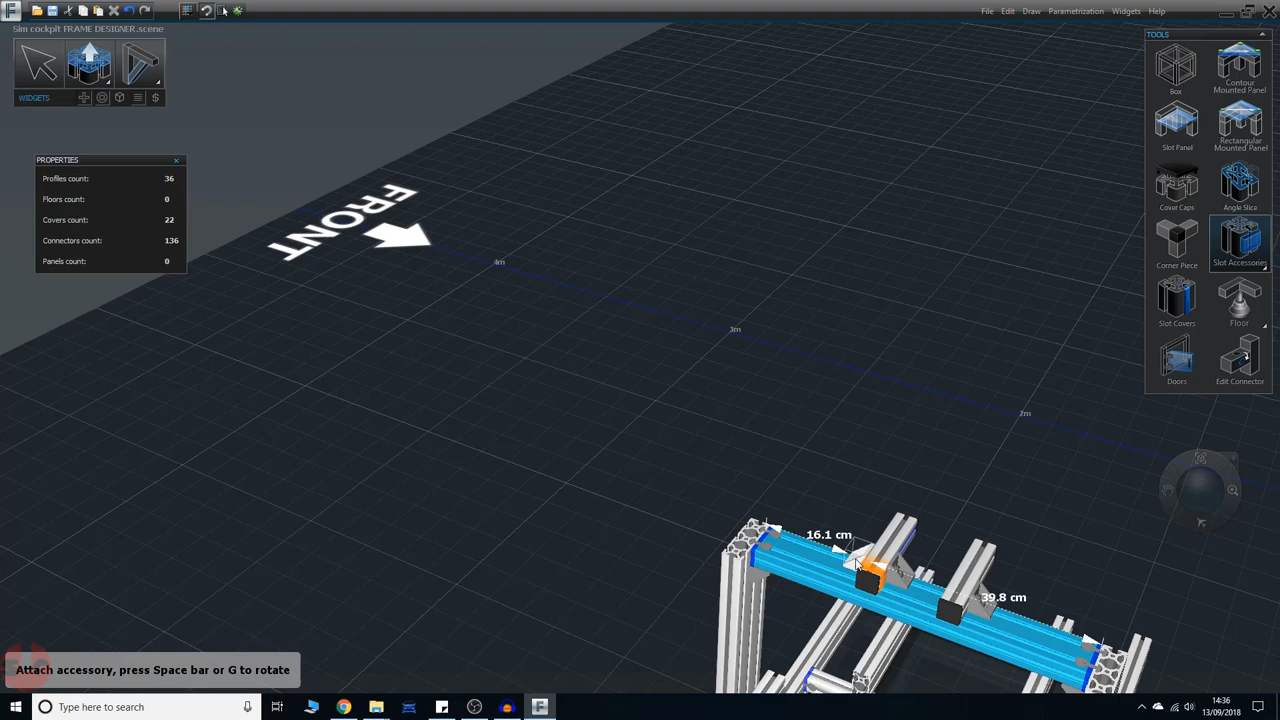 F
File Edit Draw Parametrization Widgets Help
Sim cockpit FRAME DESIGNER.scene
WIDGETS
$
PROPERTIES
Profiles count: 36
Floors count: 0
Covers count: 22
Connectors count: 136
Panels count: 0
FRONT
4m
3m
2m
16.1 cm
39.8 cm
TOOLS
Box
Contour Mounted Panel
Slot Panel
Rectangular Mounted Panel
Cover Caps
Angle Slice
Corner Piece
Slot Accessories
Slot Covers
Floor
Doors
Edit Connector
Attach accessory, press Space bar or G to rotate
Type here to search
F
14:36
13/09/2018